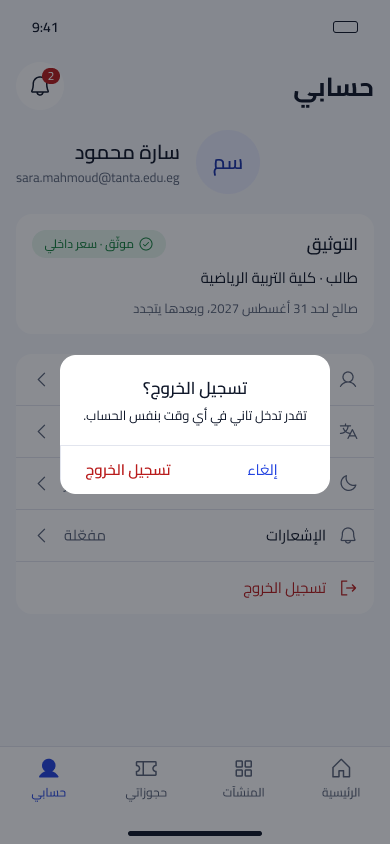 9:41
حسابي
2
سم
سارة محمود
sara.mahmoud@tanta.edu.eg
التوثيق
موثّق · سعر داخلي
طالب · كلية التربية الرياضية
صالح لحد 31 أغسطس 2027، وبعدها يتجدد
تسجيل الخروج؟
تقدر تدخل تاني في أي وقت بنفس الحساب.
إلغاء
تسجيل الخروج
الإشعارات
مفعّلة
تسجيل الخروج
الرئيسية
المنشآت
حجوزاتي
حسابي